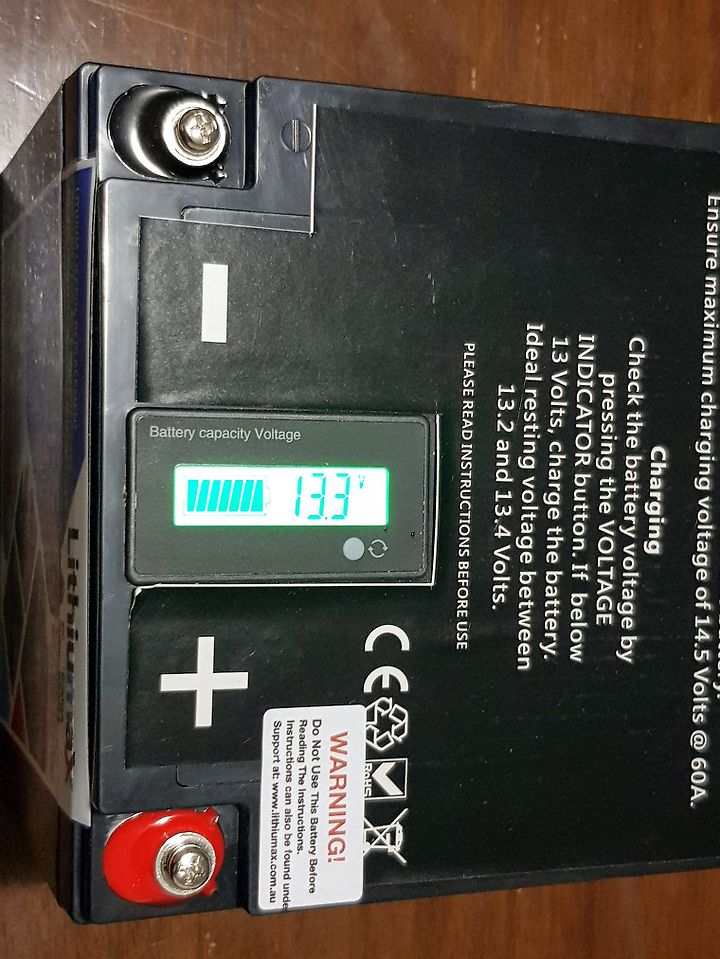 Ensure maximum charging voltage of 14.5 Volts @ 60A.
Charging
Check the battery voltage by
pressing the VOLTAGE
INDICATOR button. If below
13 Volts, charge the battery.
Ideal resting voltage between
13.2 and 13.4 Volts.
PLEASE READ INSTRUCTIONS BEFORE USE
Battery capacity Voltage
13.3 V
CE
RoHS
WARNING!
Do Not Use This Battery Before
Reading The Instructions.
Instructions can also be found unde
Support at: www.lithiumax.com.au
Lithiumax